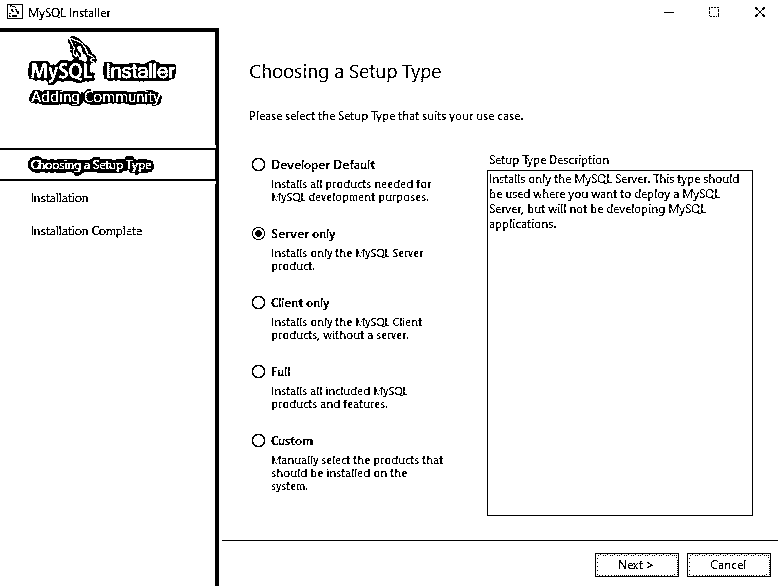 MySQL Installer
MySQL Installer
Adding Community
Choosing a Setup Type
Installation
Installation Complete
Choosing a Setup Type
Please select the Setup Type that suits your use case.
Developer Default
Installs all products needed for
MySQL development purposes.
Server only
Installs only the MySQL Server
product.
Client only
Installs only the MySQL Client
products, without a server.
Full
Installs all included MySQL
products and features.
Custom
Manually select the products that
should be installed on the
system.
Setup Type Description
Installs only the MySQL Server. This type should
be used where you want to deploy a MySQL
Server, but will not be developing MySQL
applications.
Next >
Cancel